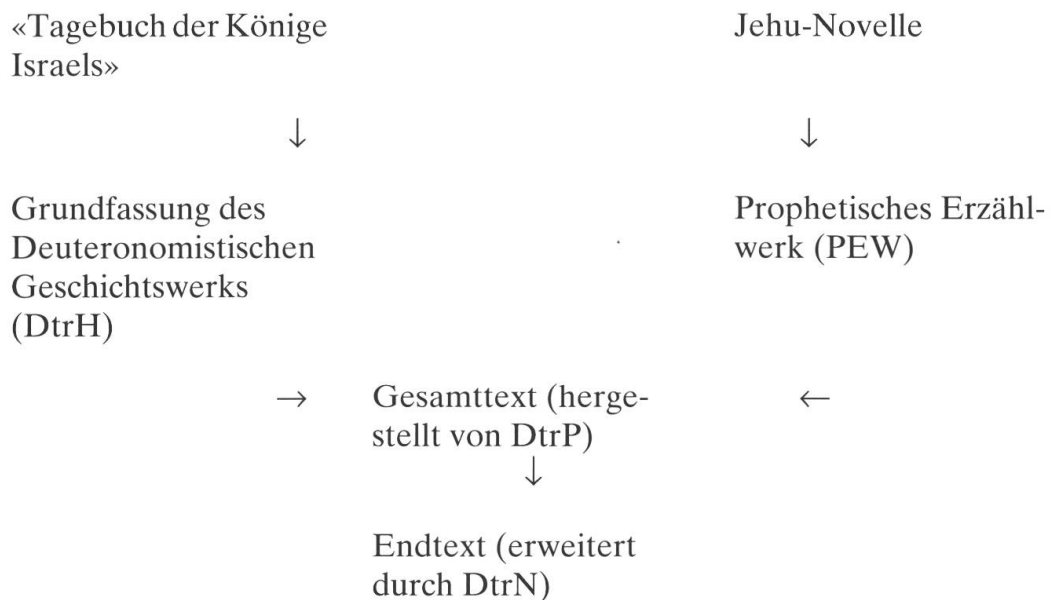 «Tagebuch der Könige
Israels»
Jehu-Novelle
↓ ↓
Grundfassung des
Deuteronomistischen
Geschichtswerks
(DtrH)
Prophetisches Erzähl-
werk (PEW)
→ Gesamttext (herge- ←
stellt von DtrP)
↓
Endtext (erweitert
durch DtrN)